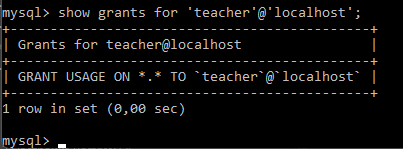 mysql> show grants for 'teacher'@'localhost';
+----------------------------------------------+
| Grants for teacher@localhost                 |
+----------------------------------------------+
| GRANT USAGE ON *.* TO `teacher`@`localhost` |
+----------------------------------------------+
1 row in set (0,00 sec)
mysql>